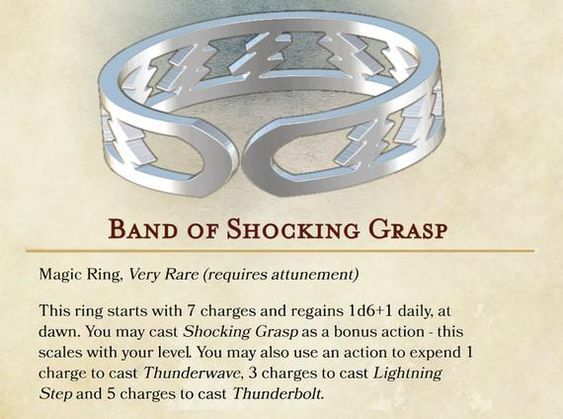 Band of Shocking Grasp
Magic Ring, Very Rare (requires attunement)
This ring starts with 7 charges and regains 1d6+1 daily, at
dawn. You may cast Shocking Grasp as a bonus action - this
scales with your level. You may also use an action to expend 1
charge to cast Thunderwave, 3 charges to cast Lightning
Step and 5 charges to cast Thunderbolt.